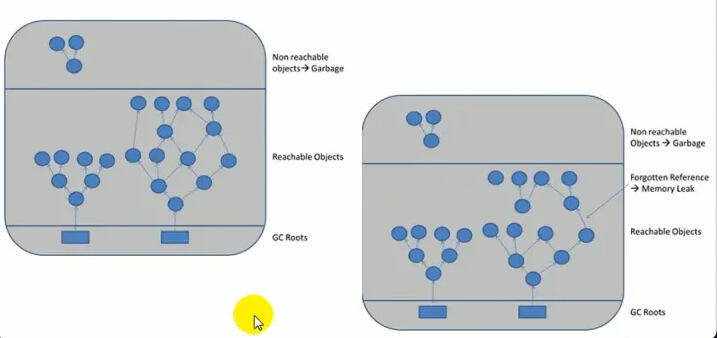 Non reachable
objects→ Garbage
Reachable Objects
GC Roots
Non reachable
Objects → Garbage
Forgotten Reference
→ Memory Leak
Reachable Objects
GC Roots